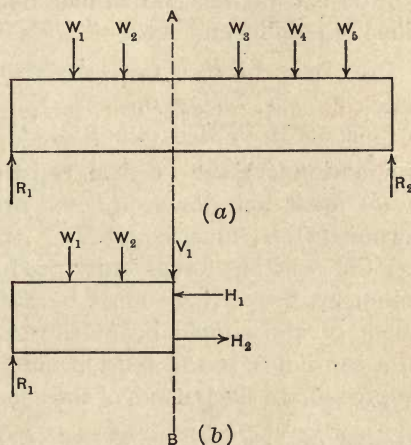 A
W₁ W₂ W₃ W₄ W₅
R₁ R₂
(a)
W₁ W₂ V₁
H₁
H₂
R₁
B (b)